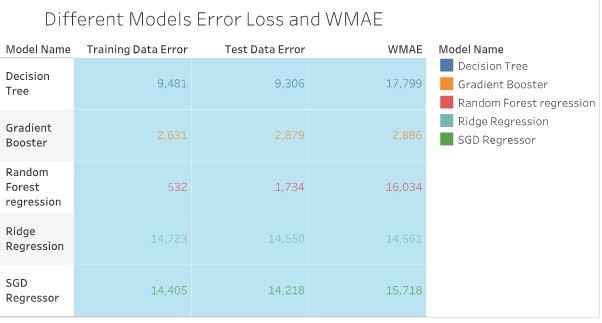 Different Models Error Loss and WMAE
Model Name Training Data Error Test Data Error WMAE
Decision
Tree
9,481 9,306 17,799
Gradient
Booster
2,631 2,879 2,886
Random
Forest
regression
532 1,734 16,034
Ridge
Regression
14,723 14,550 14,561
SGD
Regressor
14,405 14,218 15,718
Model Name
Decision Tree
Gradient Booster
Random Forest regression
Ridge Regression
SGD Regressor